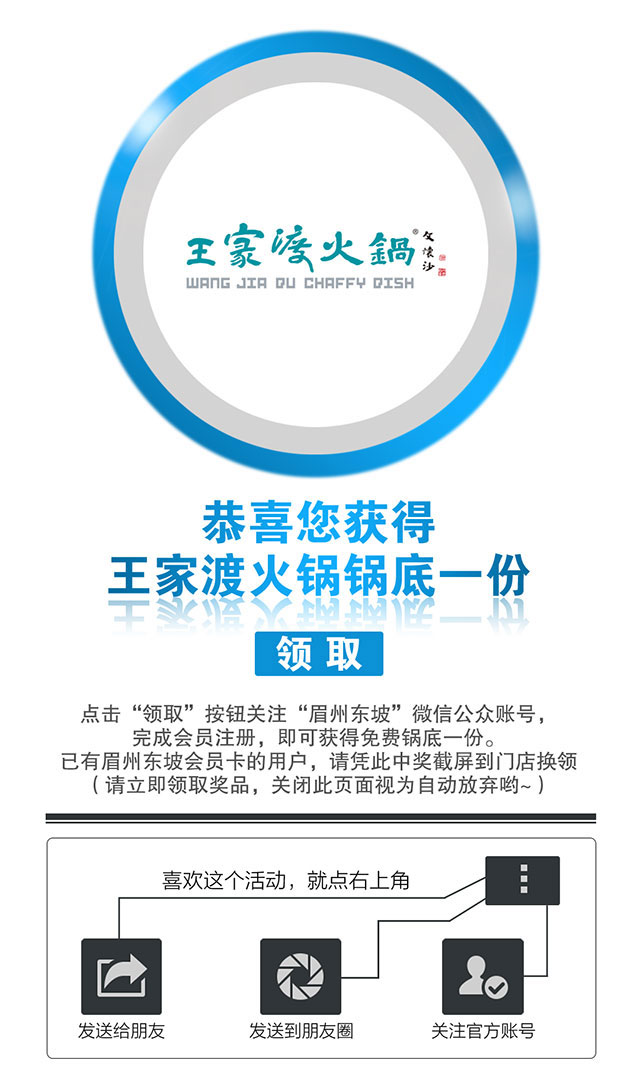 王家渡火鍋®
文懷沙
WANG JIA DU CHAFFY DISH
恭喜您获得
王家渡火锅锅底一份
领取
点击“领取”按钮关注“眉州东坡”微信公众账号，
完成会员注册，即可获得免费锅底一份。
已有眉州东坡会员卡的用户，请凭此中奖截屏到门店换领
（请立即领取奖品，关闭此页面视为自动放弃哟~）
喜欢这个活动，就点右上角
发送给朋友
发送到朋友圈
关注官方账号